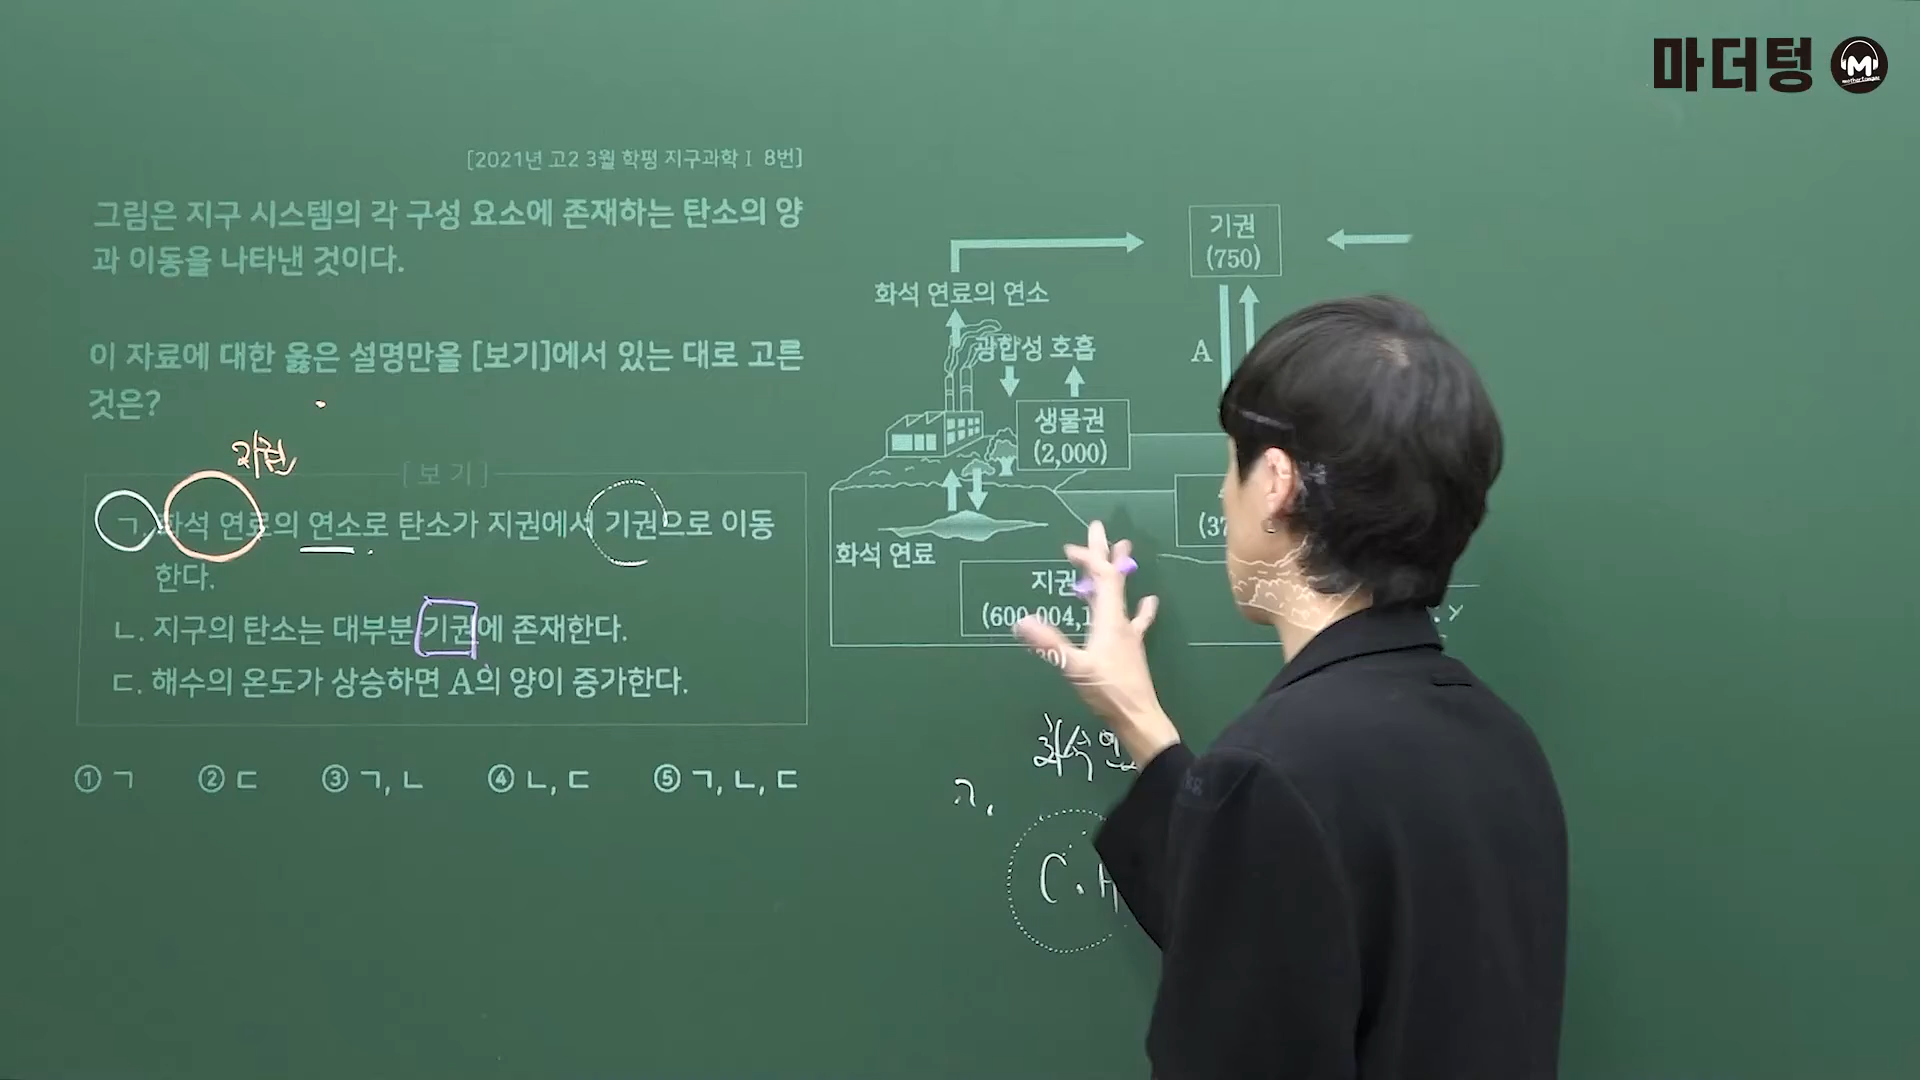 마더텅 M
[2021년 고2 3월 학평 지구과학Ⅰ 8번]
그림은 지구 시스템의 각 구성 요소에 존재하는 탄소의 양
과 이동을 나타낸 것이다.
이 자료에 대한 옳은 설명만을 [보기]에서 있는 대로 고른
것은?
지권
[보기]
ㄱ. 화석 연료의 연소로 탄소가 지권에서 기권으로 이동
한다.
ㄴ. 지구의 탄소는 대부분 기권에 존재한다.
ㄷ. 해수의 온도가 상승하면 A의 양이 증가한다.
① ㄱ ② ㄷ ③ ㄱ, ㄴ ④ ㄴ, ㄷ ⑤ ㄱ, ㄴ, ㄷ
기권
(750)
화석 연료의 연소
광합성 호흡
A
생물권
(2,000)
화석 연료
지권
화석
ㄱ.
C.